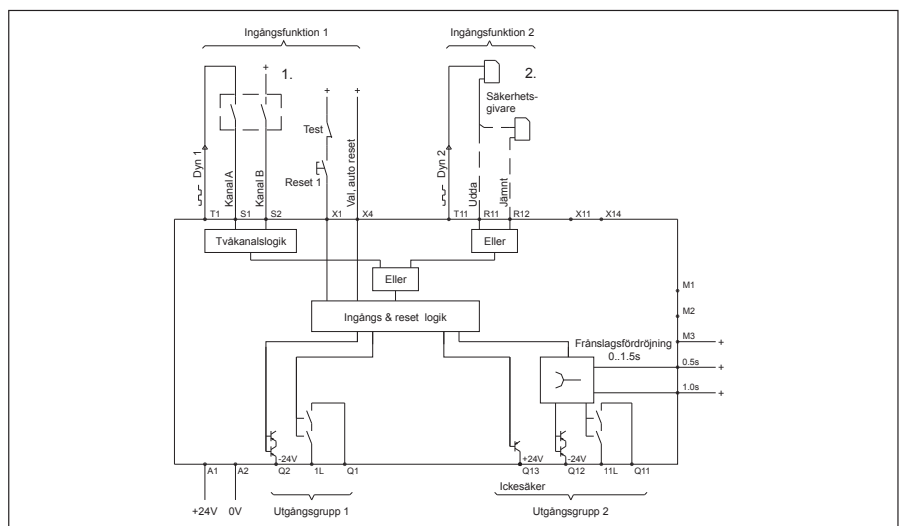 Ingångsfunktion 1
Ingångsfunktion 2
+ 1.
2.
Säkerhets-
givare
+ +
Test
Reset 1
Dyn 1
Kanal A
Kanal B
Val, auto reset
Dyn 2
Udda
Jämnt
T1 S1 S2 X1 X4 T11 R11 R12 X11 X14
Tvåkanalslogik
Eller
Eller
Ingångs & reset logik
M1
M2
M3 +
Frånslagsfördröjning
0..1.5s
0.5s +
1.0s +
-24V +24V -24V
A1 A2 Q2 1L Q1 Q13 Q12 11L Q11
Ickesäker
+24V 0V Utgångsgrupp 1 Utgångsgrupp 2